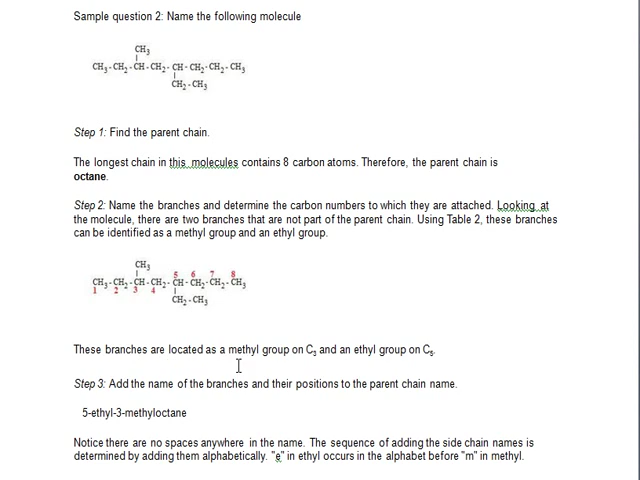 Sample question 2: Name the following molecule
CH₃
CH₃-CH₂-CH-CH₂-CH-CH₂-CH₂-CH₃
CH₂-CH₃
Step 1: Find the parent chain.
The longest chain in this molecules contains 8 carbon atoms. Therefore, the parent chain is
octane.
Step 2: Name the branches and determine the carbon numbers to which they are attached. Looking at
the molecule, there are two branches that are not part of the parent chain. Using Table 2, these branches
can be identified as a methyl group and an ethyl group.
CH₃
5 6 7 8
CH₃-CH₂-CH-CH₂-CH-CH₂-CH₂-CH₃
1 2 3 4
CH₂-CH₃
These branches are located as a methyl group on C₃ and an ethyl group on C₅.
Step 3: Add the name of the branches and their positions to the parent chain name.
5-ethyl-3-methyloctane
Notice there are no spaces anywhere in the name. The sequence of adding the side chain names is
determined by adding them alphabetically. "e" in ethyl occurs in the alphabet before "m" in methyl.